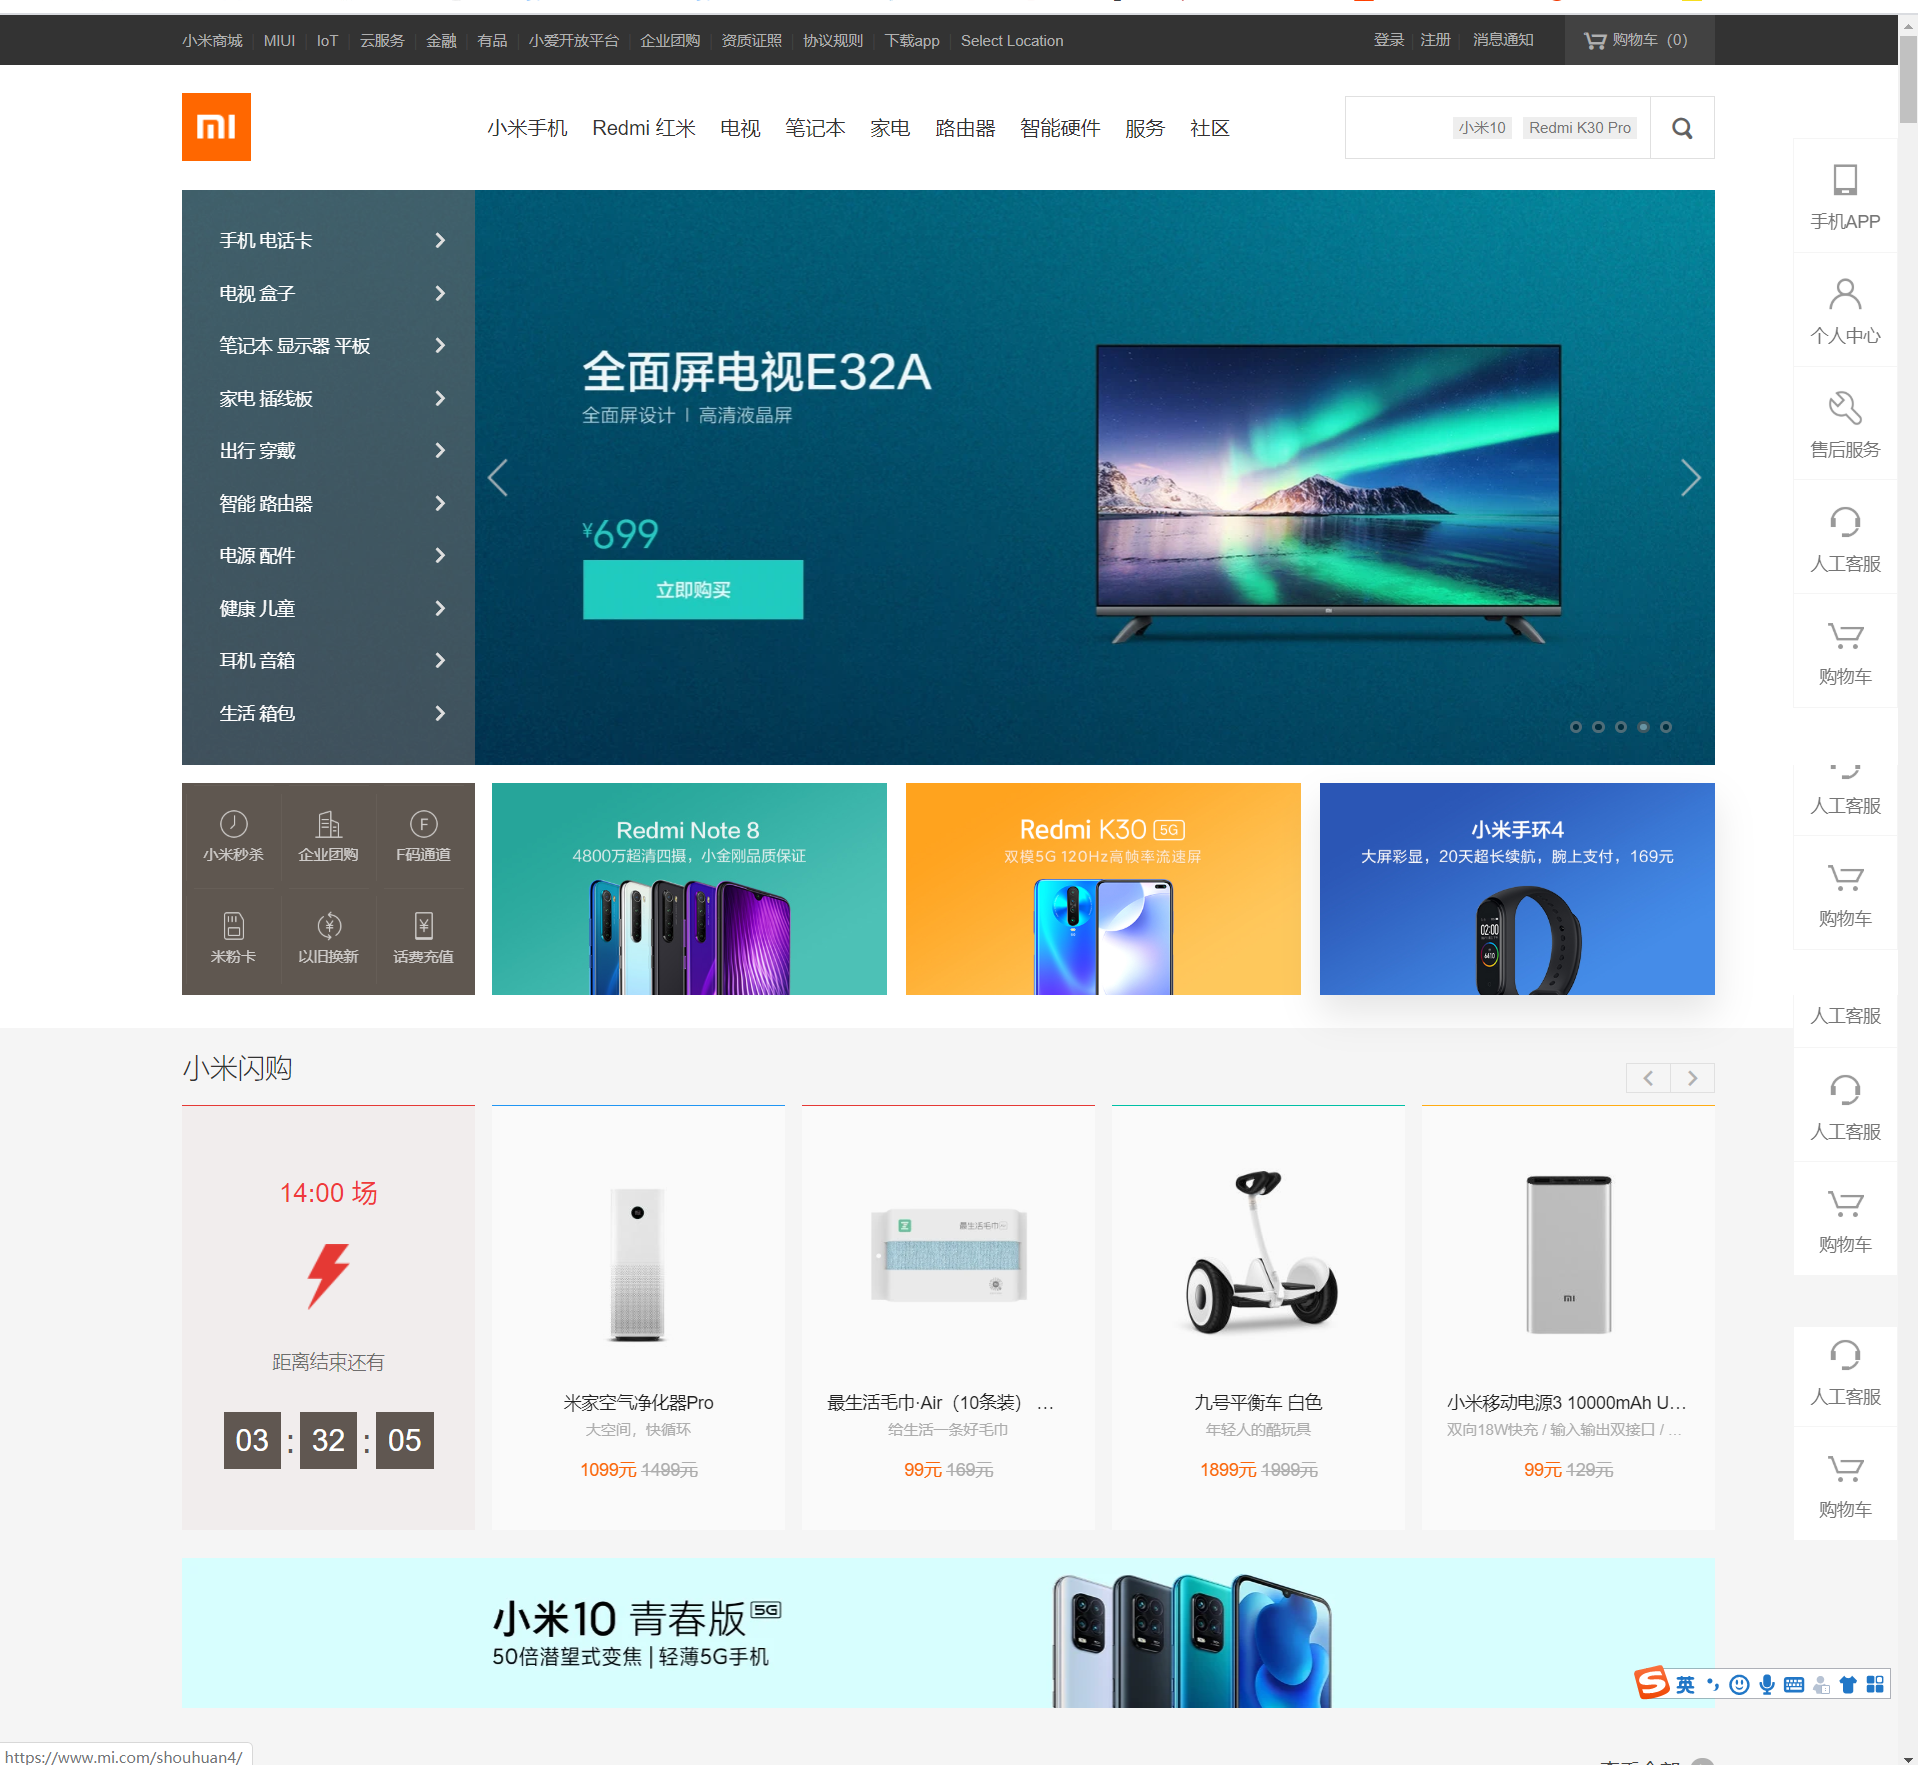 小米商城 MIUI IoT 云服务 金融 有品 小爱开放平台 企业团购 资质证照 协议规则 下载app Select Location 登录 注册 消息通知 购物车（0）
小米手机 Redmi 红米 电视 笔记本 家电 路由器 智能硬件 服务 社区 小米10 Redmi K30 Pro
手机 电话卡
电视 盒子
笔记本 显示器 平板
家电 插线板
出行 穿戴
智能 路由器
电源 配件
健康 儿童
耳机 音箱
生活 箱包
全面屏电视E32A
全面屏设计 | 高清液晶屏
¥699
立即购买
手机APP
个人中心
售后服务
人工客服
购物车
人工客服
购物车
人工客服
人工客服
购物车
人工客服
购物车
小米秒杀 企业团购 F码通道
米粉卡 以旧换新 话费充值
Redmi Note 8
4800万超清四摄，小金刚品质保证
Redmi K30 5G
双模5G 120Hz高帧率流速屏
小米手环4
大屏彩显，20天超长续航，腕上支付，169元
02:00
小米闪购
14:00 场
距离结束还有
03 : 32 : 05
米家空气净化器Pro
大空间，快循环
1099元 1499元
最生活毛巾
最生活毛巾·Air（10条装） ...
给生活一条好毛巾
99元 169元
九号平衡车 白色
年轻人的酷玩具
1899元 1999元
小米移动电源3 10000mAh U...
双向18W快充 / 输入输出双接口 / ...
99元 129元
小米10 青春版 5G
50倍潜望式变焦 | 轻薄5G手机
英
https://www.mi.com/shouhuan4/